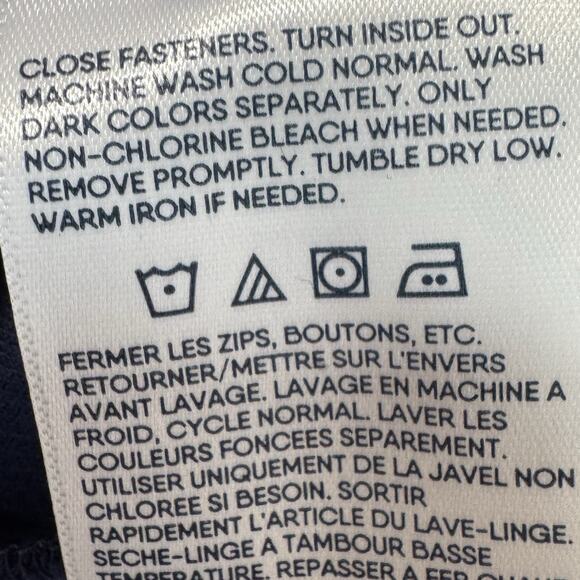 CLOSE FASTENERS. TURN INSIDE OUT.
MACHINE WASH COLD NORMAL. WASH
DARK COLORS SEPARATELY. ONLY
NON-CHLORINE BLEACH WHEN NEEDED.
REMOVE PROMPTLY. TUMBLE DRY LOW.
WARM IRON IF NEEDED.
FERMER LES ZIPS, BOUTONS, ETC.
RETOURNER/METTRE SUR L'ENVERS
AVANT LAVAGE. LAVAGE EN MACHINE A
FROID, CYCLE NORMAL. LAVER LES
COULEURS FONCEES SEPAREMENT.
UTILISER UNIQUEMENT DE LA JAVEL NON
CHLOREE SI BESOIN. SORTIR
RAPIDEMENT L'ARTICLE DU LAVE-LINGE.
SECHE-LINGE A TAMBOUR BASSE
TEMPERATURE. REPASSER A FER